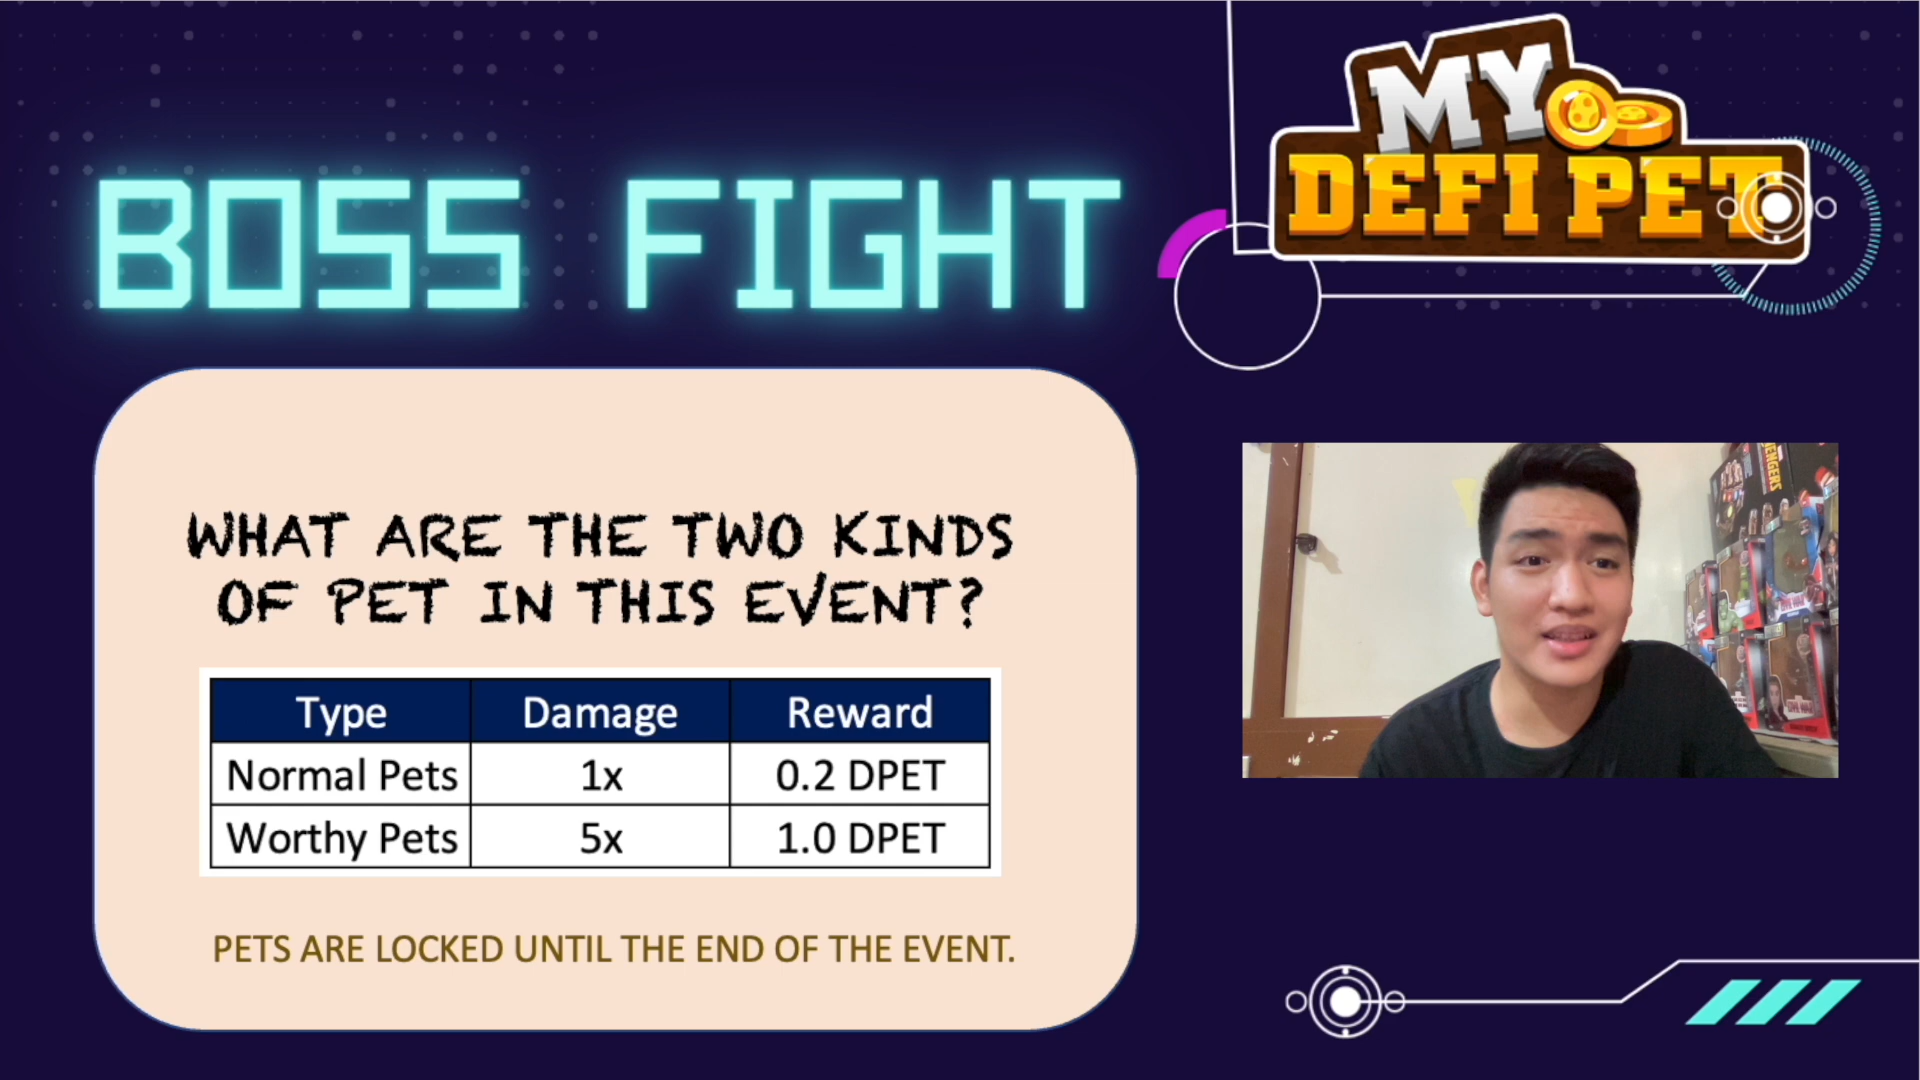 BOSS FIGHT
MY
DEFI PET
WHAT ARE THE TWO KINDS
OF PET IN THIS EVENT?
Type Damage Reward
Normal Pets 1x 0.2 DPET
Worthy Pets 5x 1.0 DPET
PETS ARE LOCKED UNTIL THE END OF THE EVENT.